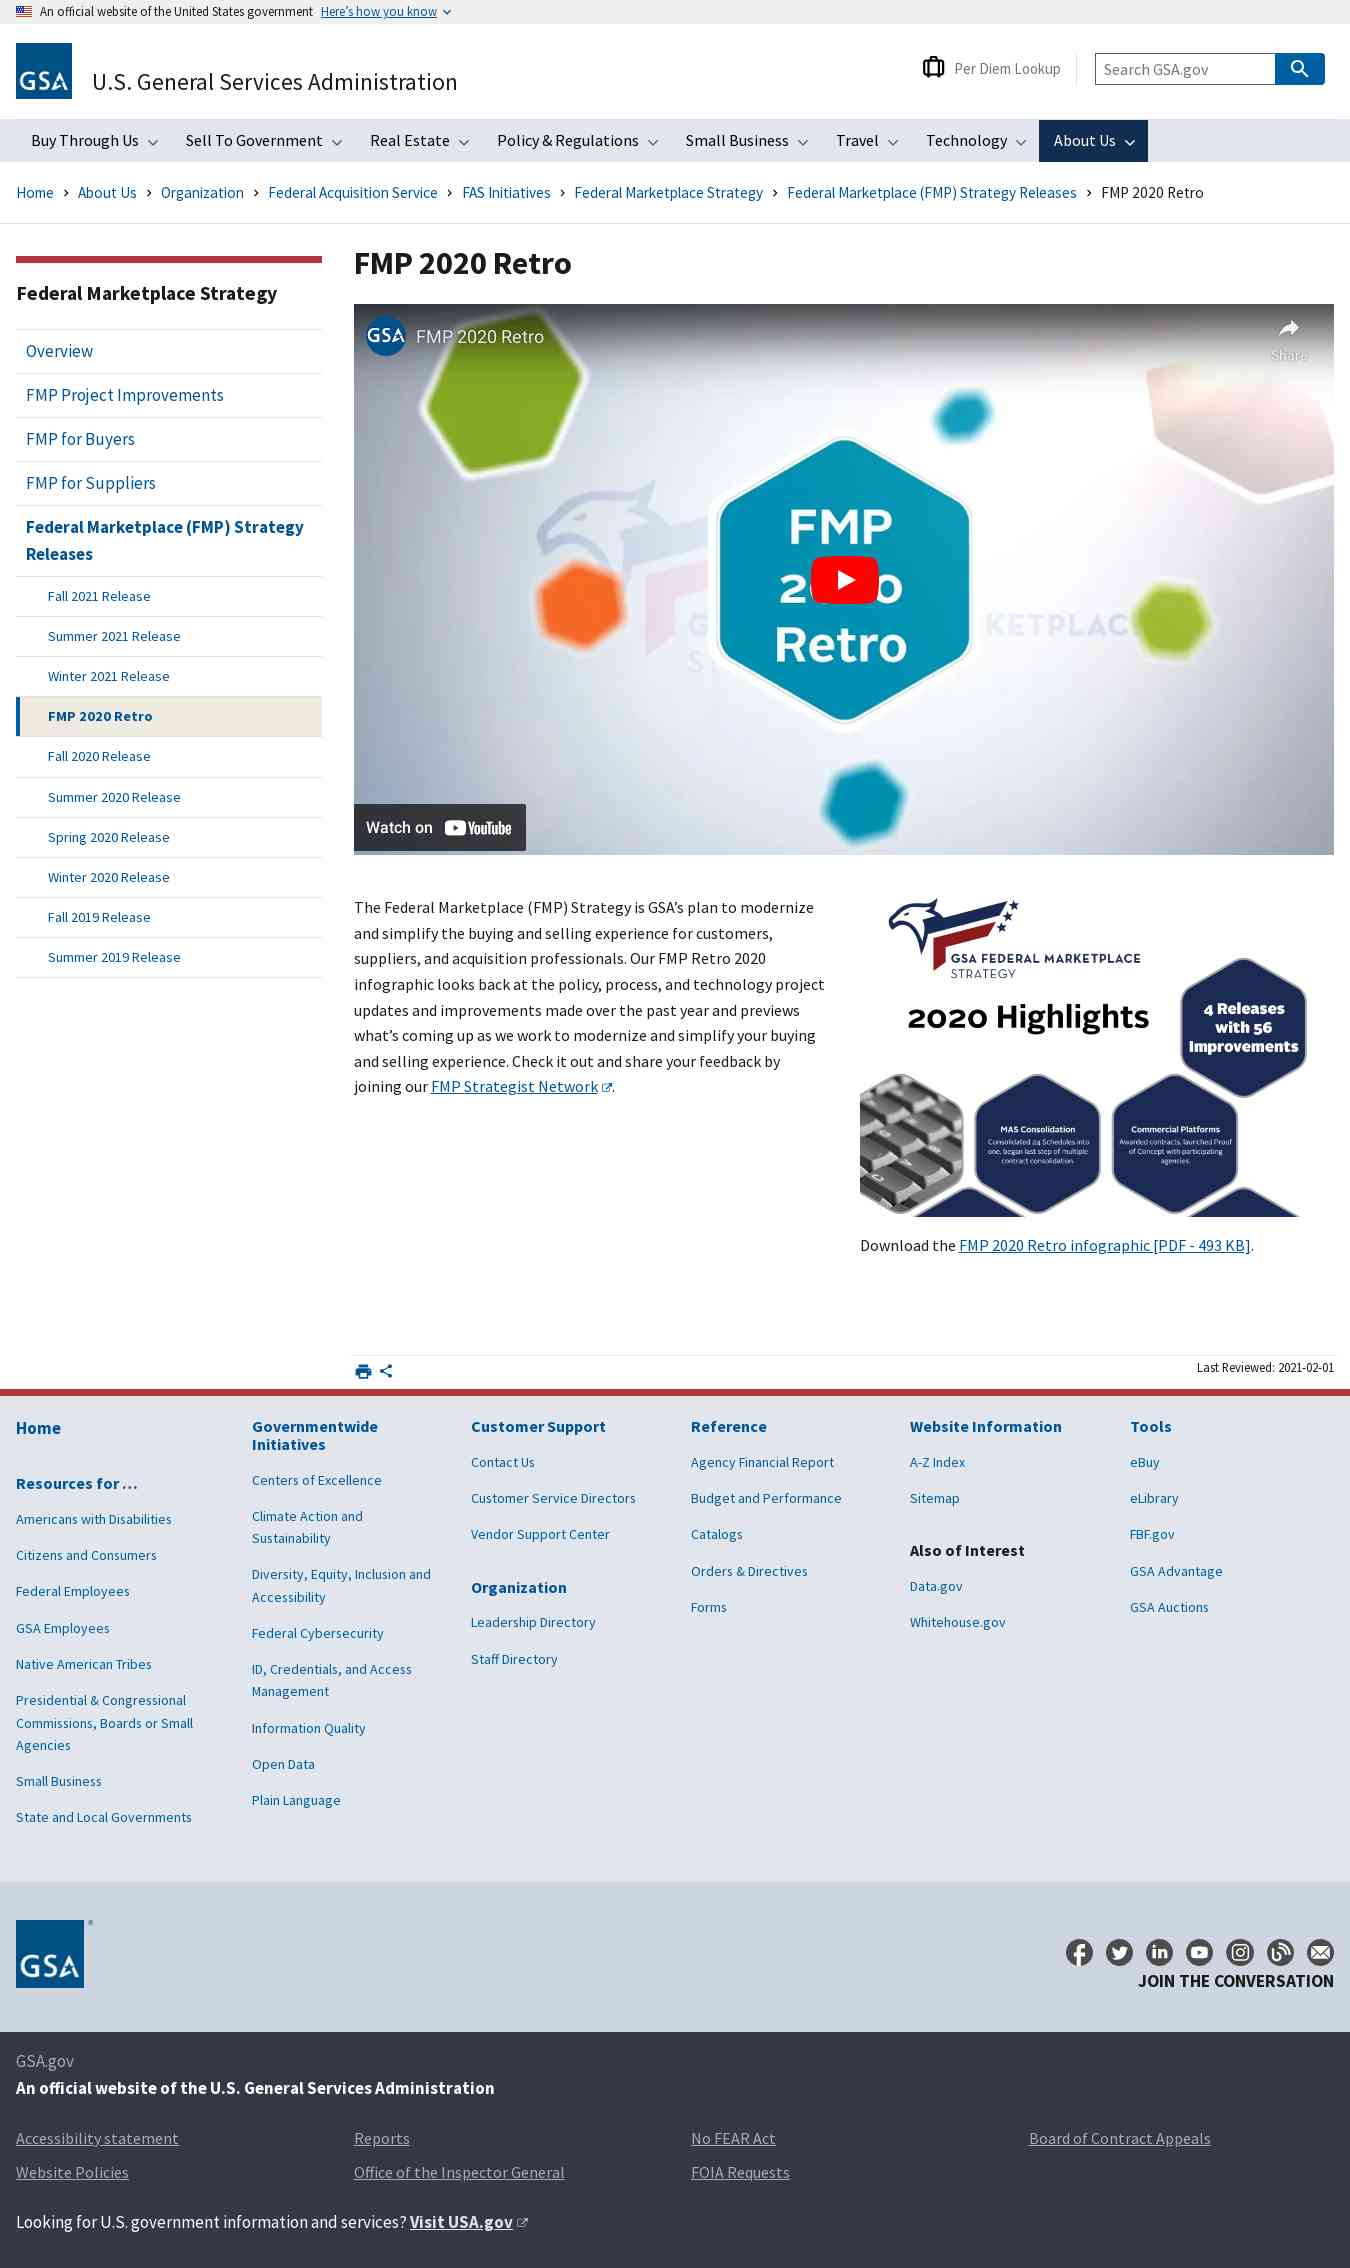 An official website of the United States government Here's how you know
GSA
U.S. General Services Administration
Per Diem Lookup
Search GSA.gov
Buy Through Us Sell To Government Real Estate Policy & Regulations Small Business Travel Technology About Us
Home About Us Organization Federal Acquisition Service FAS Initiatives Federal Marketplace Strategy Federal Marketplace (FMP) Strategy Releases FMP 2020 Retro
Federal Marketplace Strategy
Overview
FMP Project Improvements
FMP for Buyers
FMP for Suppliers
Federal Marketplace (FMP) Strategy
Releases
Fall 2021 Release
Summer 2021 Release
Winter 2021 Release
FMP 2020 Retro
Fall 2020 Release
Summer 2020 Release
Spring 2020 Release
Winter 2020 Release
Fall 2019 Release
Summer 2019 Release
FMP 2020 Retro
GSA FMP 2020 Retro
Share
FMP
Retro
Watch on YouTube
The Federal Marketplace (FMP) Strategy is GSA’s plan to modernize
and simplify the buying and selling experience for customers,
suppliers, and acquisition professionals. Our FMP Retro 2020
infographic looks back at the policy, process, and technology project
updates and improvements made over the past year and previews
what’s coming up as we work to modernize and simplify your buying
and selling experience. Check it out and share your feedback by
joining our FMP Strategist Network.
GSA FEDERAL MARKETPLACE
STRATEGY
2020 Highlights
4 Releases
with 56
Improvements
MAS Consolidation
Consolidated 24 Schedules into
one, began last step of multiple
contract consolidation.
Commercial Platforms
Awarded contracts, launched Proof
of Concept with participating
agencies.
Download the FMP 2020 Retro infographic [PDF - 493 KB].
Last Reviewed: 2021-02-01
Home
Resources for …
Americans with Disabilities
Citizens and Consumers
Federal Employees
GSA Employees
Native American Tribes
Presidential & Congressional
Commissions, Boards or Small
Agencies
Small Business
State and Local Governments
Governmentwide
Initiatives
Centers of Excellence
Climate Action and
Sustainability
Diversity, Equity, Inclusion and
Accessibility
Federal Cybersecurity
ID, Credentials, and Access
Management
Information Quality
Open Data
Plain Language
Customer Support
Contact Us
Customer Service Directors
Vendor Support Center
Organization
Leadership Directory
Staff Directory
Reference
Agency Financial Report
Budget and Performance
Catalogs
Orders & Directives
Forms
Website Information
A-Z Index
Sitemap
Also of Interest
Data.gov
Whitehouse.gov
Tools
eBuy
eLibrary
FBF.gov
GSA Advantage
GSA Auctions
GSA
JOIN THE CONVERSATION
GSA.gov
An official website of the U.S. General Services Administration
Accessibility statement Reports No FEAR Act Board of Contract Appeals
Website Policies Office of the Inspector General FOIA Requests
Looking for U.S. government information and services? Visit USA.gov